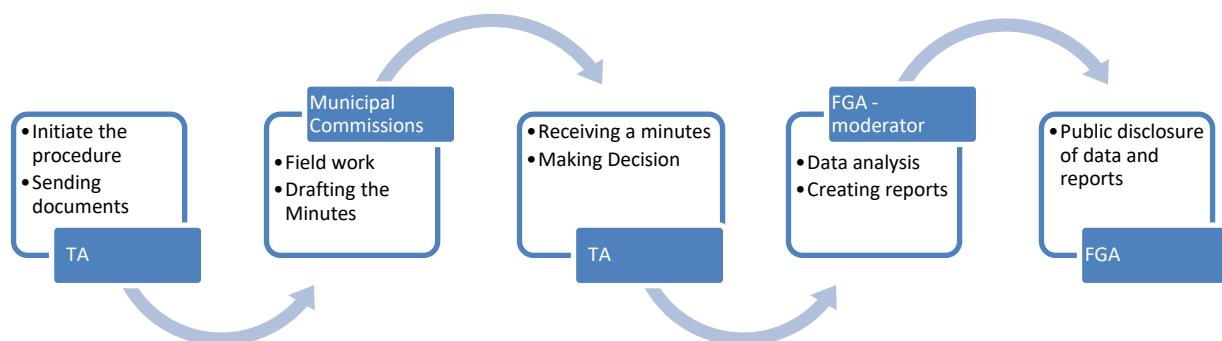 •Initiate the
procedure
•Sending
documents
TA
Municipal
Commissions
•Field work
•Drafting the
Minutes
•Receiving a minutes
•Making Decision
TA
FGA -
moderator
•Data analysis
•Creating reports
•Public disclosure
of data and
reports
FGA